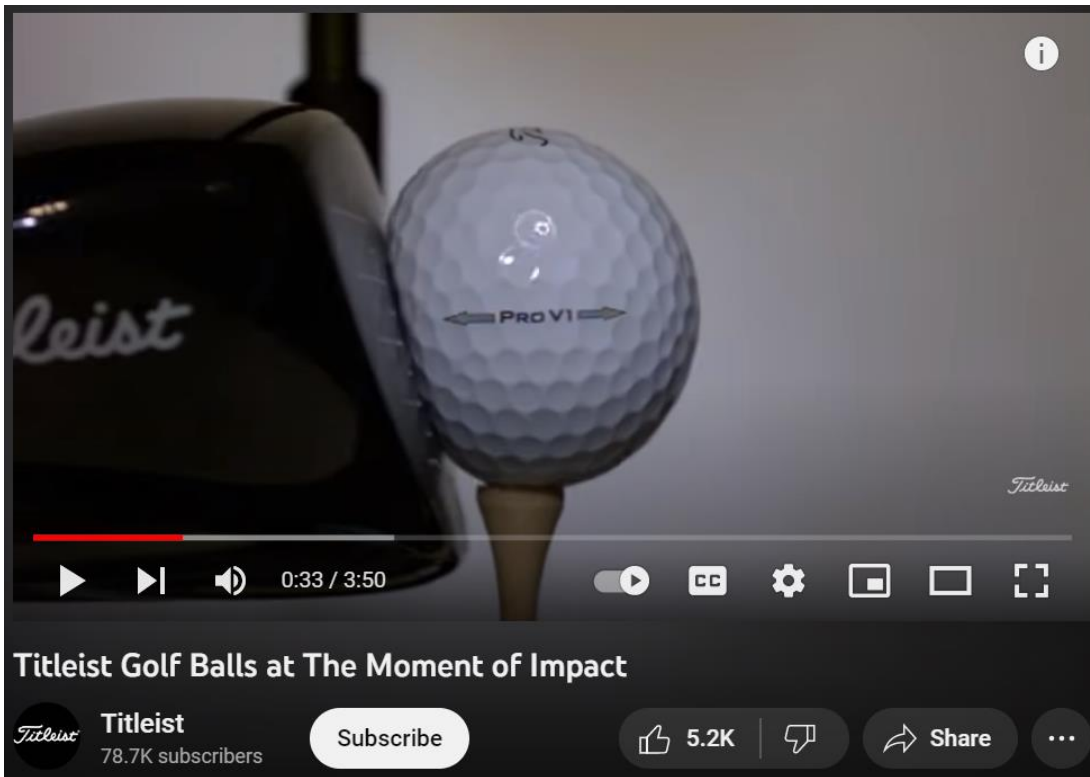 leist
PRO V1
Titleist
0:33 / 3:50
CC
Titleist Golf Balls at The Moment of Impact
Titleist
Titleist
78.7K subscribers
Subscribe
5.2K
Share